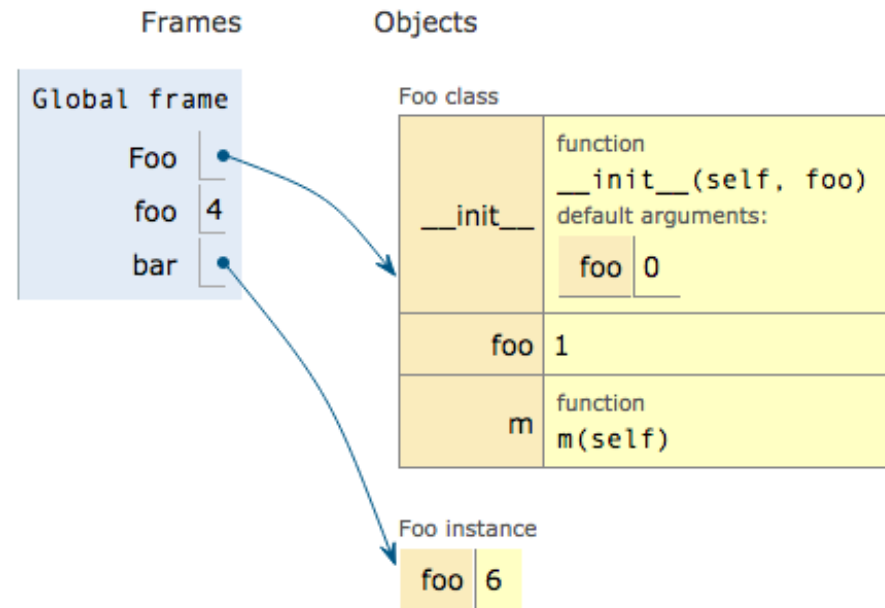 Frames Objects
Global frame
Foo
foo 4
bar
Foo class
__init__
function
__init__(self, foo)
default arguments:
foo 0
foo 1
m
function
m(self)
Foo instance
foo 6